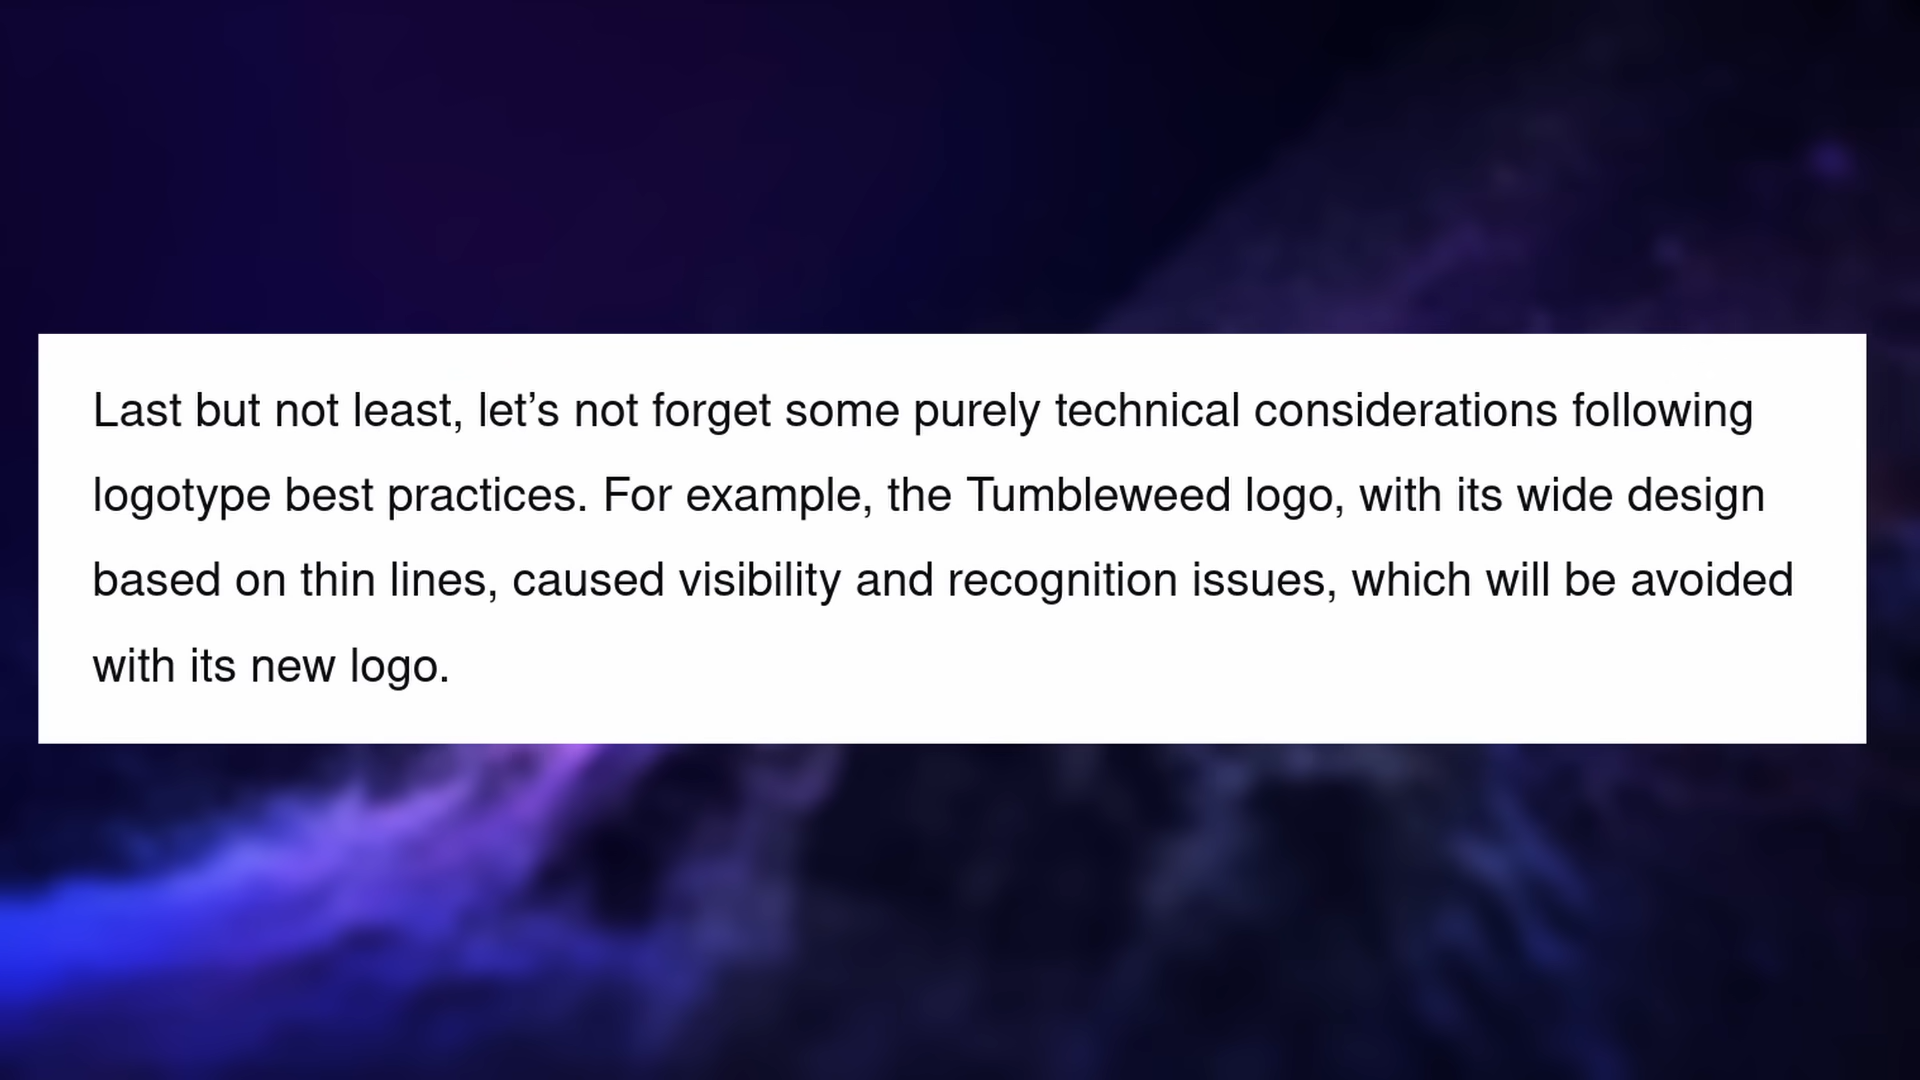 Last but not least, let’s not forget some purely technical considerations following
logotype best practices. For example, the Tumbleweed logo, with its wide design
based on thin lines, caused visibility and recognition issues, which will be avoided
with its new logo.